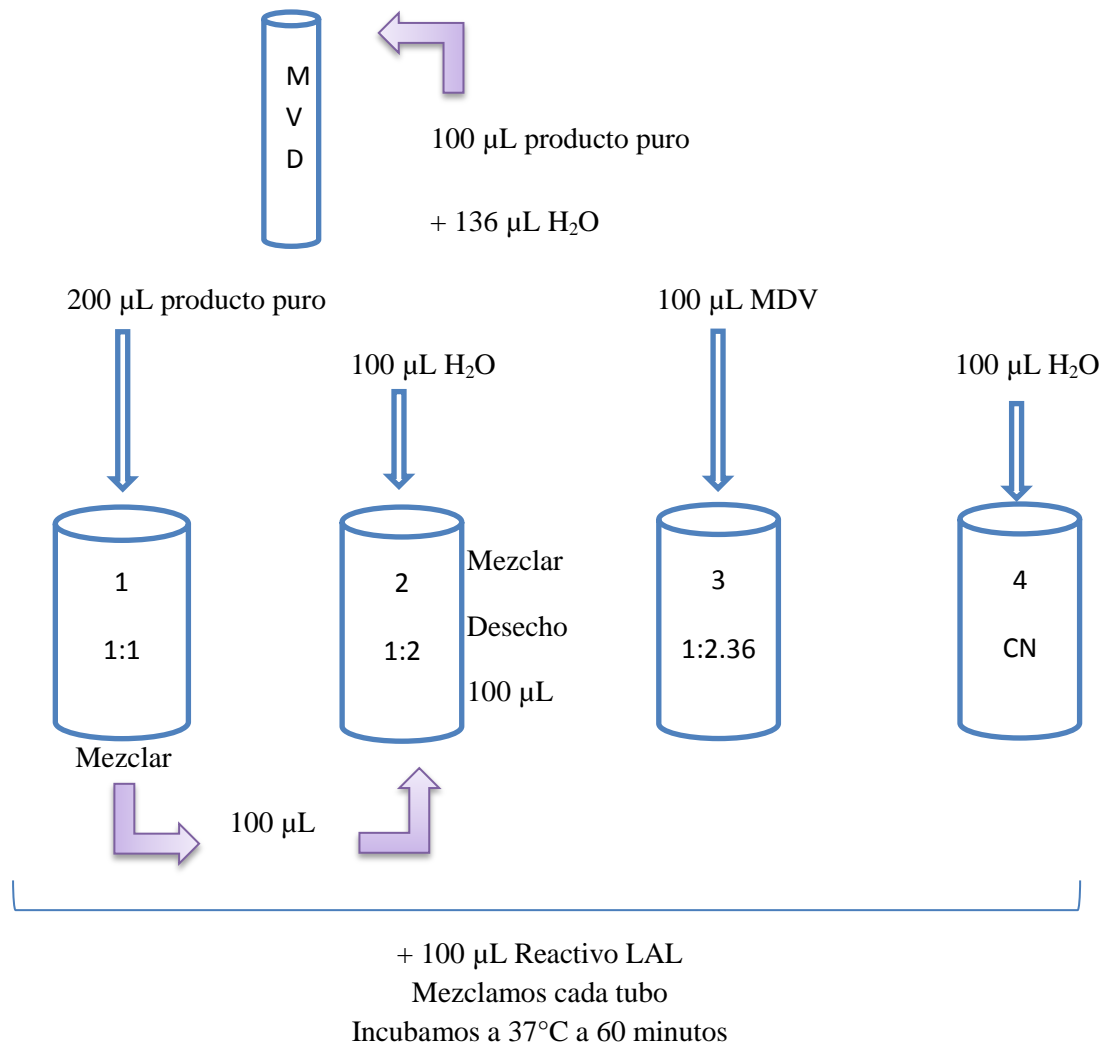 M
V
D
100 µL producto puro
+ 136 µL H₂O
200 µL producto puro
100 µL MDV
100 µL H₂O
100 µL H₂O
1
1:1
2
1:2
Mezclar
Desecho
100 µL
3
1:2.36
4
CN
Mezclar
100 µL
+ 100 µL Reactivo LAL
Mezclamos cada tubo
Incubamos a 37°C a 60 minutos